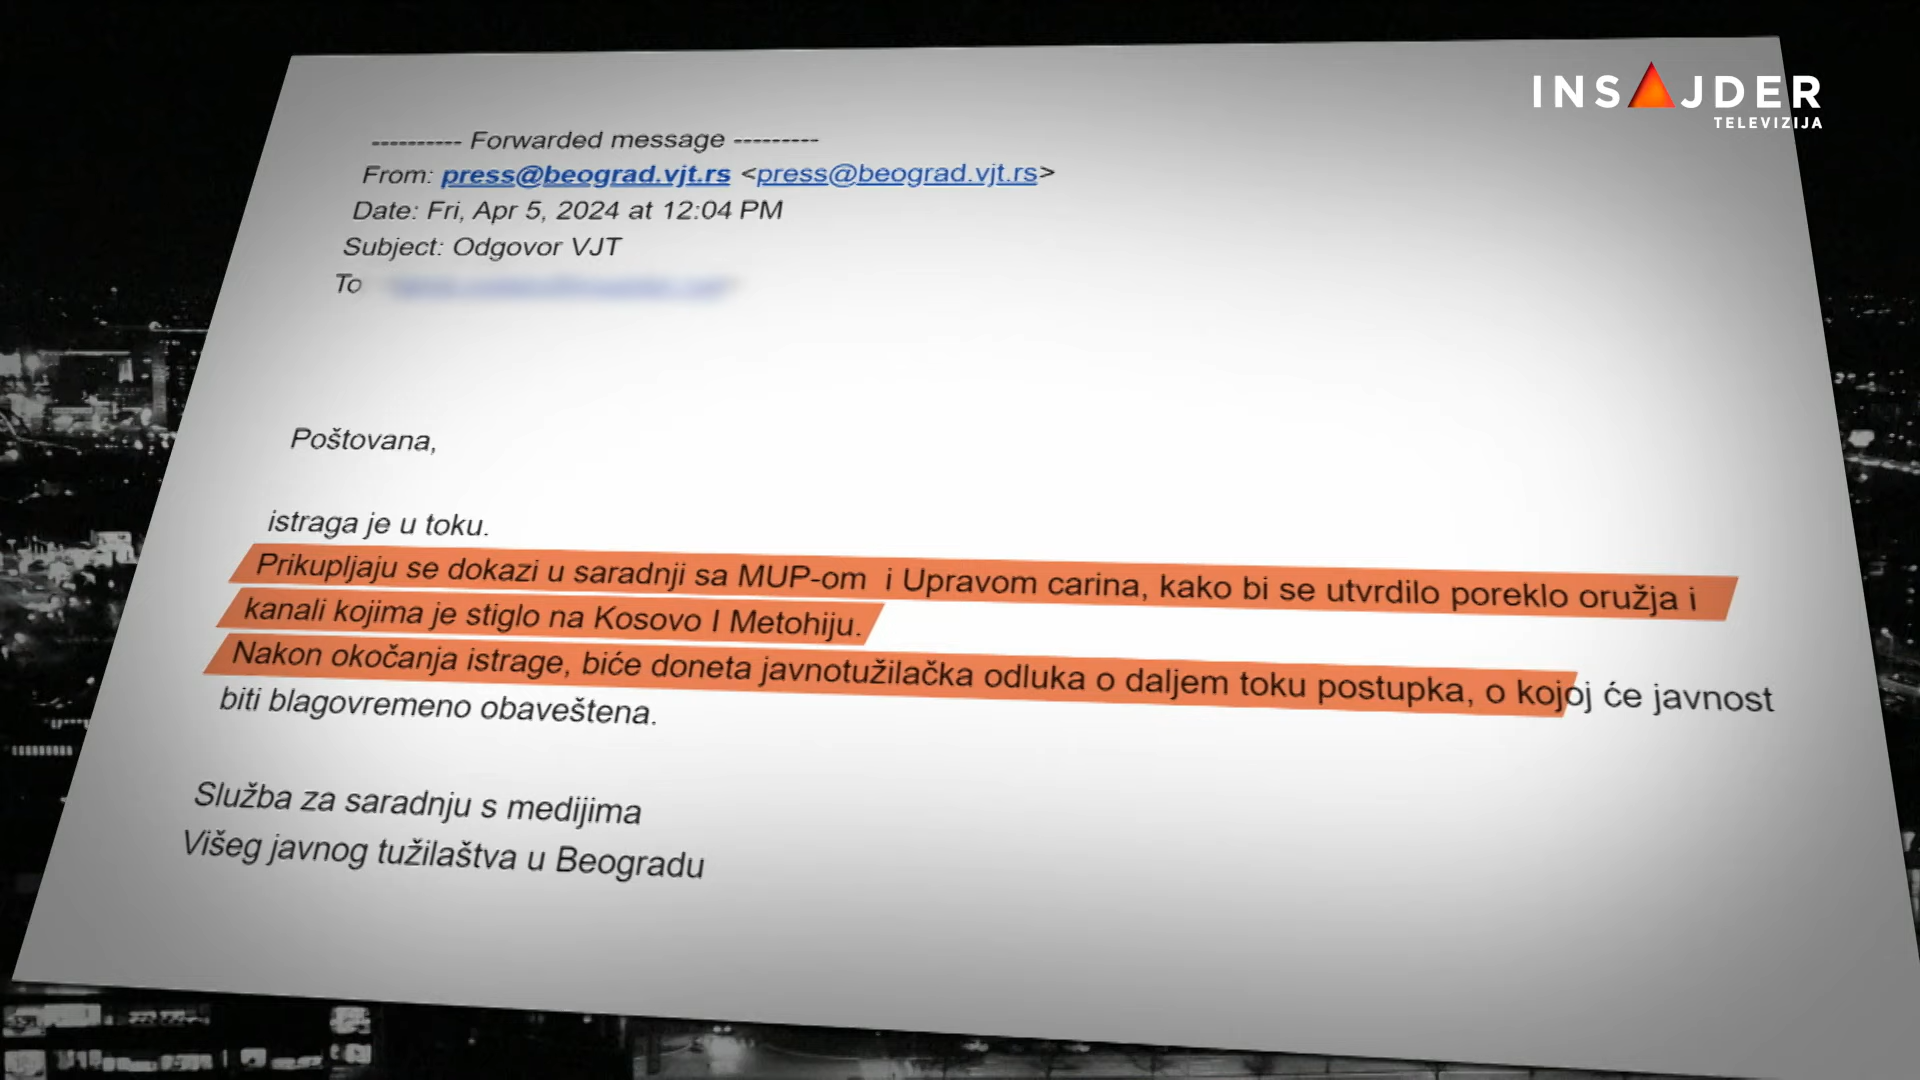 INSAJDER
TELEVIZIJA
---------- Forwarded message ---------
From: press@beograd.vjt.rs <press@beograd.vjt.rs>
Date: Fri, Apr 5, 2024 at 12:04 PM
Subject: Odgovor VJT
To
Poštovana,
istraga je u toku.
Prikupljaju se dokazi u saradnji sa MUP-om i Upravom carina, kako bi se utvrdilo poreklo oružja i
kanali kojima je stiglo na Kosovo I Metohiju.
Nakon okočanja istrage, biće doneta javnotužilačka odluka o daljem toku postupka, o kojoj će javnost
biti blagovremeno obaveštena.
Služba za saradnju s medijima
Višeg javnog tužilaštva u Beogradu